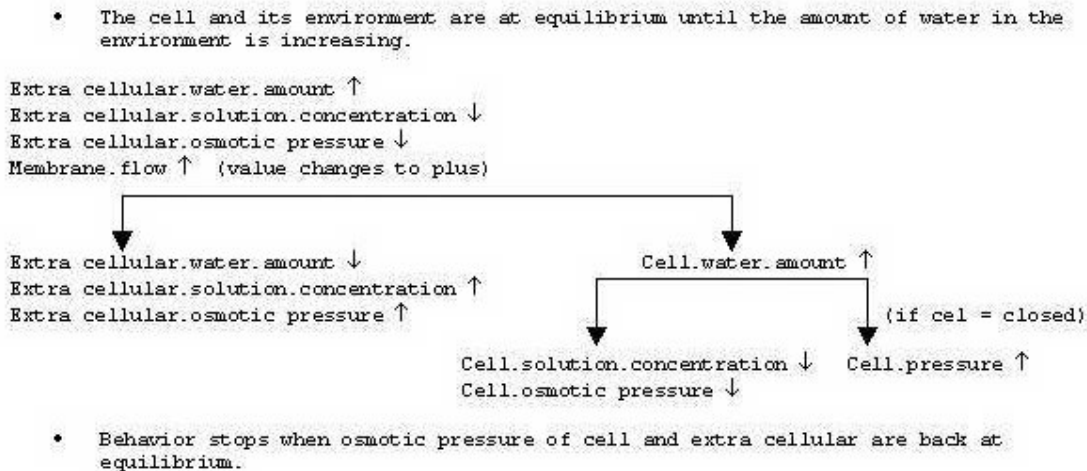 • The cell and its environment are at equilibrium until the amount of water in the
environment is increasing.
Extra cellular.water.amount ↑
Extra cellular.solution.concentration ↓
Extra cellular.osmotic pressure ↓
Membrane.flow ↑ (value changes to plus)
Extra cellular.water.amount ↓
Extra cellular.solution.concentration ↑
Extra cellular.osmotic pressure ↑
Cell.water.amount ↑
(if cel = closed)
Cell.solution.concentration ↓
Cell.osmotic pressure ↓
Cell.pressure ↑
• Behavior stops when osmotic pressure of cell and extra cellular are back at
equilibrium.